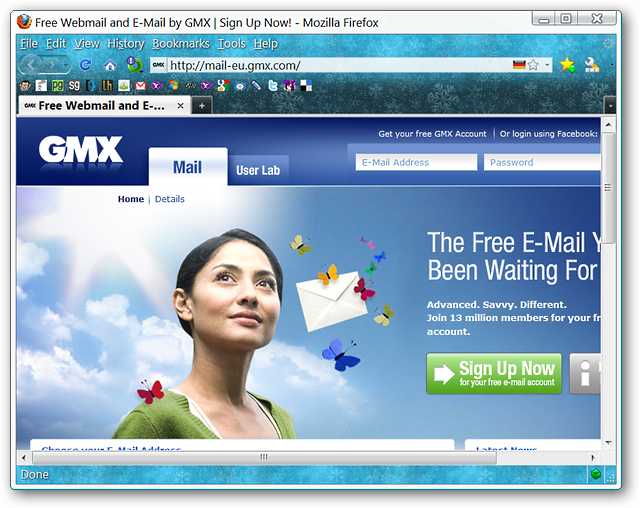 Free Webmail and E-Mail by GMX | Sign Up Now! - Mozilla Firefox
File Edit View History Bookmarks Tools Help
GMX http://mail-eu.gmx.com/
GMX Free Webmail and E-...
GMX
Mail
User Lab
Get your free GMX Account | Or login using Facebook:
E-Mail Address
Password
Home | Details
The Free E-Mail Y
Been Waiting For
Advanced. Savvy. Different.
Join 13 million members for your fr
account.
Sign Up Now
for your free e-mail account
Choose your E-Mail Address
Latest News
Done